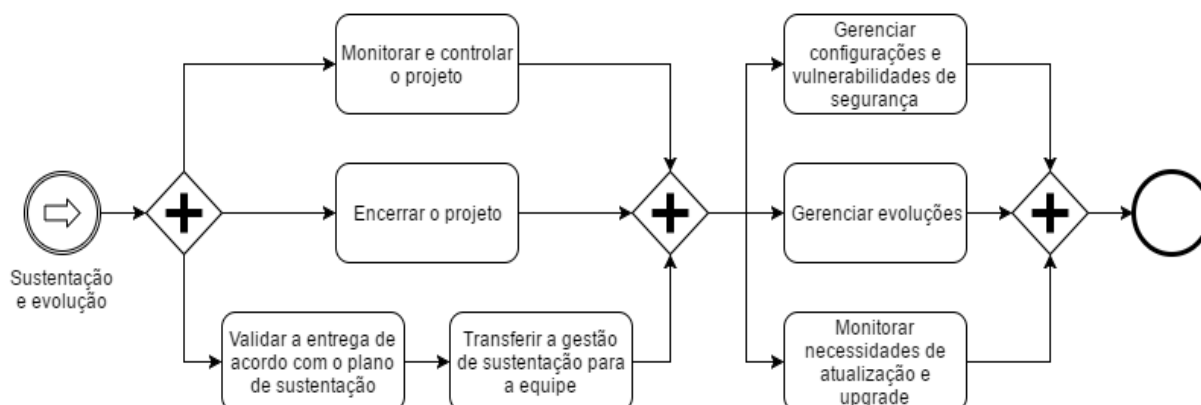 Sustentação
e evolução
Monitorar e controlar
o projeto
Encerrar o projeto
Validar a entrega de
acordo com o plano
de sustentação
Transferir a gestão
de sustentação para
a equipe
Gerenciar
configurações e
vulnerabilidades de
segurança
Gerenciar evoluções
Monitorar
necessidades de
atualização e
upgrade